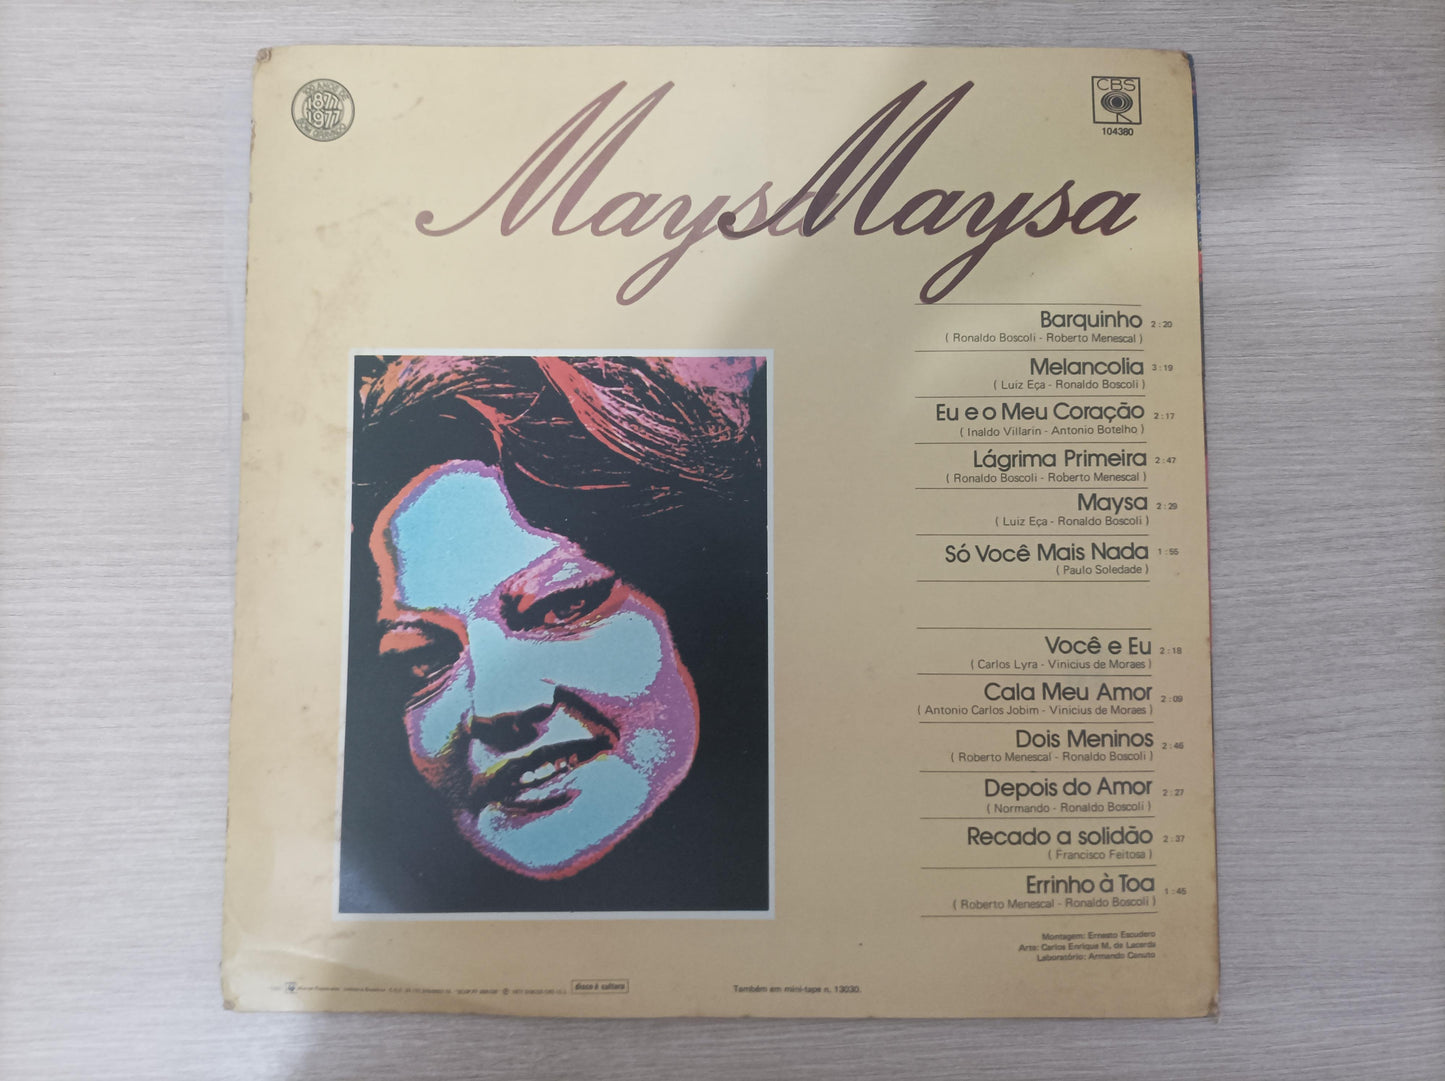 100 ANOS DE
1877
1977
SOM GRAVADO
Maysa Maysa
CBS
104380
Barquinho 2:20
( Ronaldo Boscoli - Roberto Menescal )
Melancolia 3:19
( Luiz Eça - Ronaldo Boscoli )
Eu e o Meu Coração 2:17
( Inaldo Villarin - Antonio Botelho )
Lágrima Primeira 2:47
( Ronaldo Boscoli - Roberto Menescal )
Maysa 2:29
( Luiz Eça - Ronaldo Boscoli )
Só Você Mais Nada 1:55
( Paulo Soledade )
Você e Eu 2:18
( Carlos Lyra - Vinicius de Moraes )
Cala Meu Amor 2:09
( Antonio Carlos Jobim - Vinicius de Moraes )
Dois Meninos 2:46
( Roberto Menescal - Ronaldo Boscoli )
Depois do Amor 2:27
( Normando - Ronaldo Boscoli )
Recado a solidão 2:37
( Francisco Feitosa )
Errinho à Toa 1:45
( Roberto Menescal - Ronaldo Boscoli )
Montagem: Ernesto Escudero
Arte: Carlos Enrique M. de Lacerda
Laboratório: Armando Canuto
disco é cultura
Também em mini-tape n. 13030.